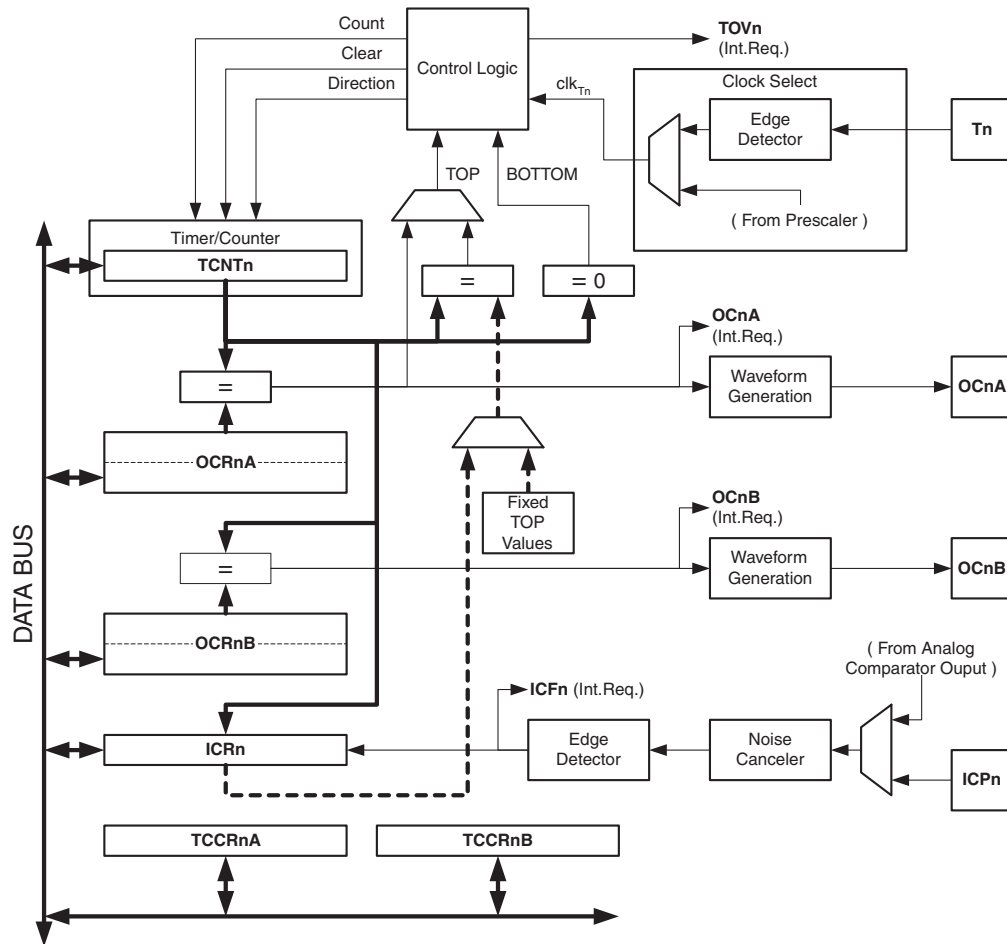 Count
Clear
Direction
Control Logic
TOVn
(Int.Req.)
clkTn
Clock Select
Edge
Detector
Tn
( From Prescaler )
TOP
BOTTOM
Timer/Counter
TCNTn
=
= 0
OCnA
(Int.Req.)
=
Waveform
Generation
OCnA
OCRnA
Fixed
TOP
Values
OCnB
(Int.Req.)
=
Waveform
Generation
OCnB
OCRnB
DATA BUS
( From Analog
Comparator Ouput )
ICFn (Int.Req.)
ICRn
Edge
Detector
Noise
Canceler
ICPn
TCCRnA
TCCRnB